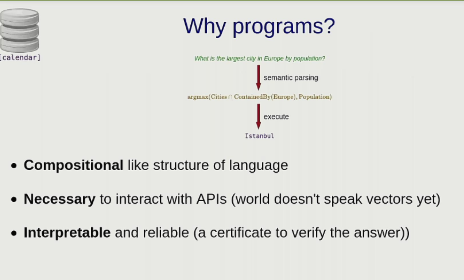 Why programs?
[calendar]
What is the largest city in Europe by population?
semantic parsing
argmax(Cities ∩ ContainedBy(Europe), Population)
execute
Istanbul
• Compositional like structure of language
• Necessary to interact with APIs (world doesn't speak vectors yet)
• Interpretable and reliable (a certificate to verify the answer))